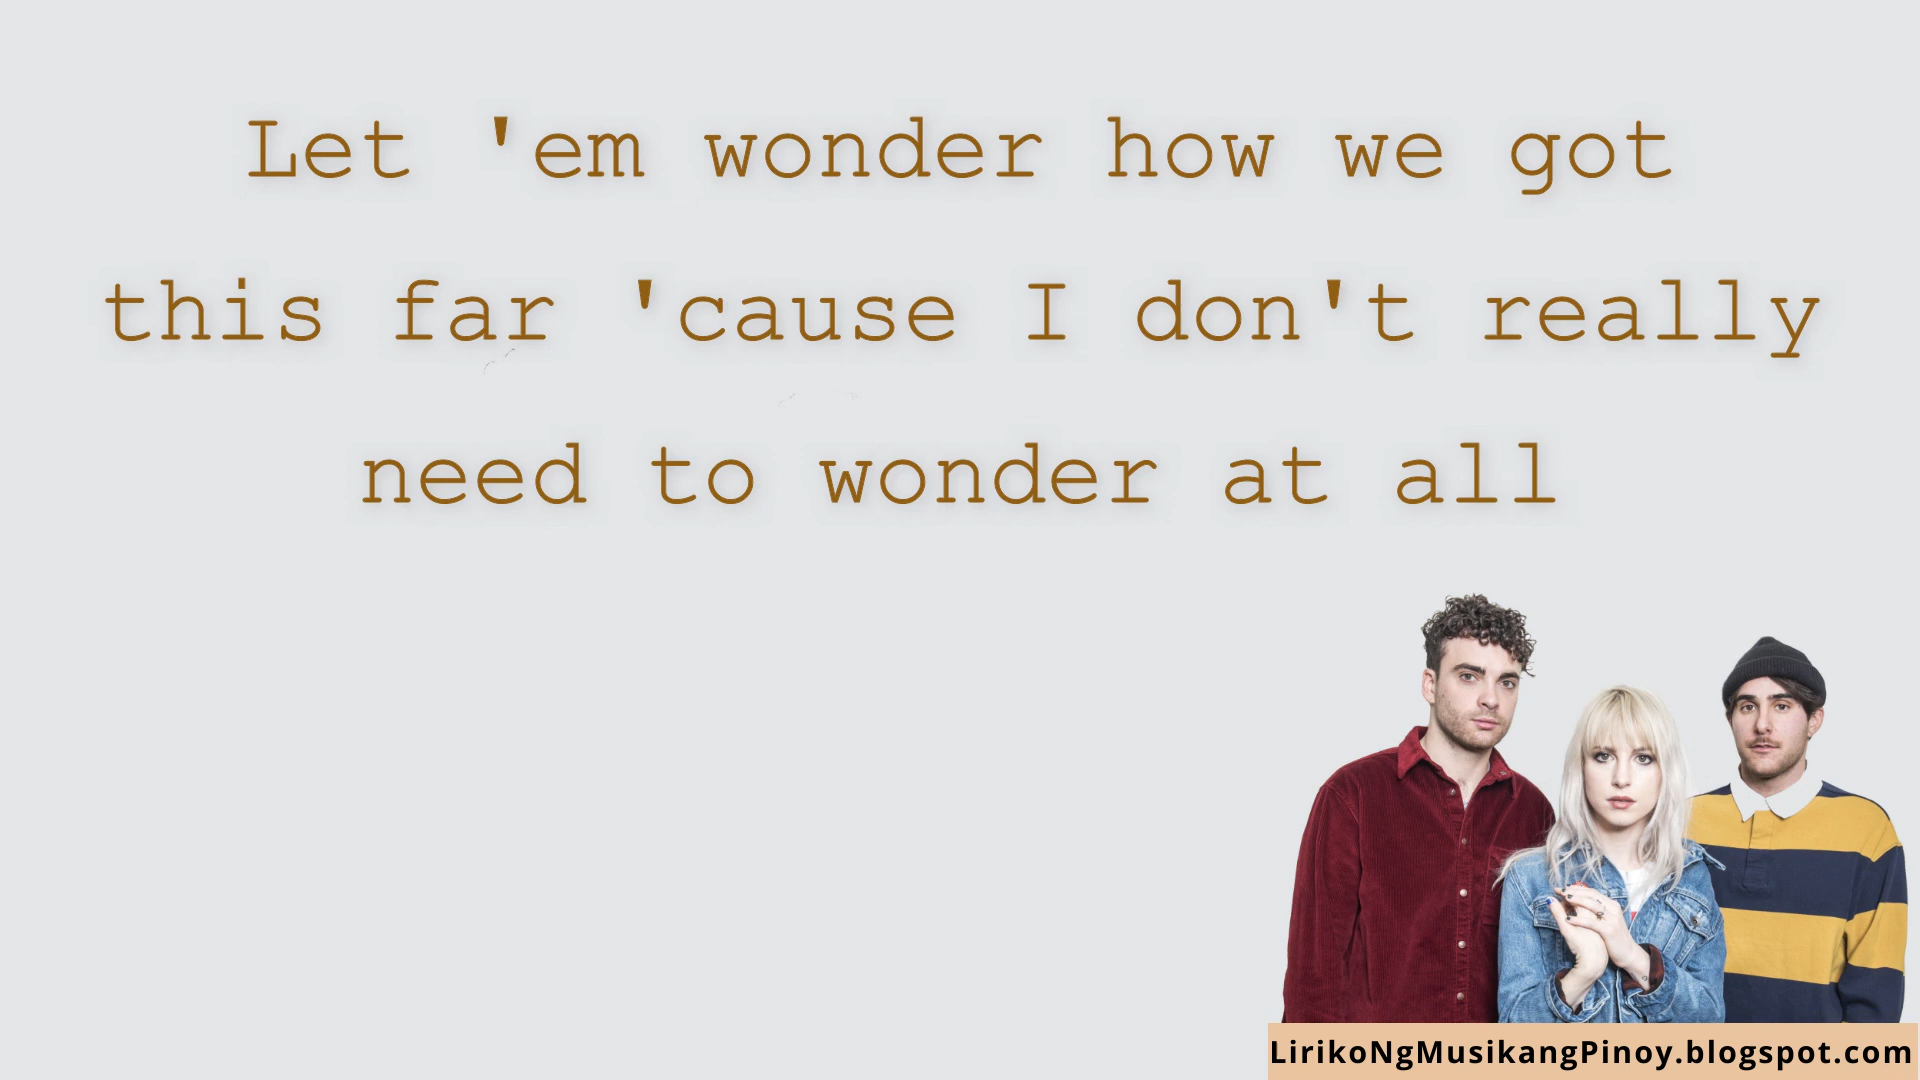 Let 'em wonder how we got
this far 'cause I don't really
need to wonder at all
LirikoNgMusikangPinoy.blogspot.com